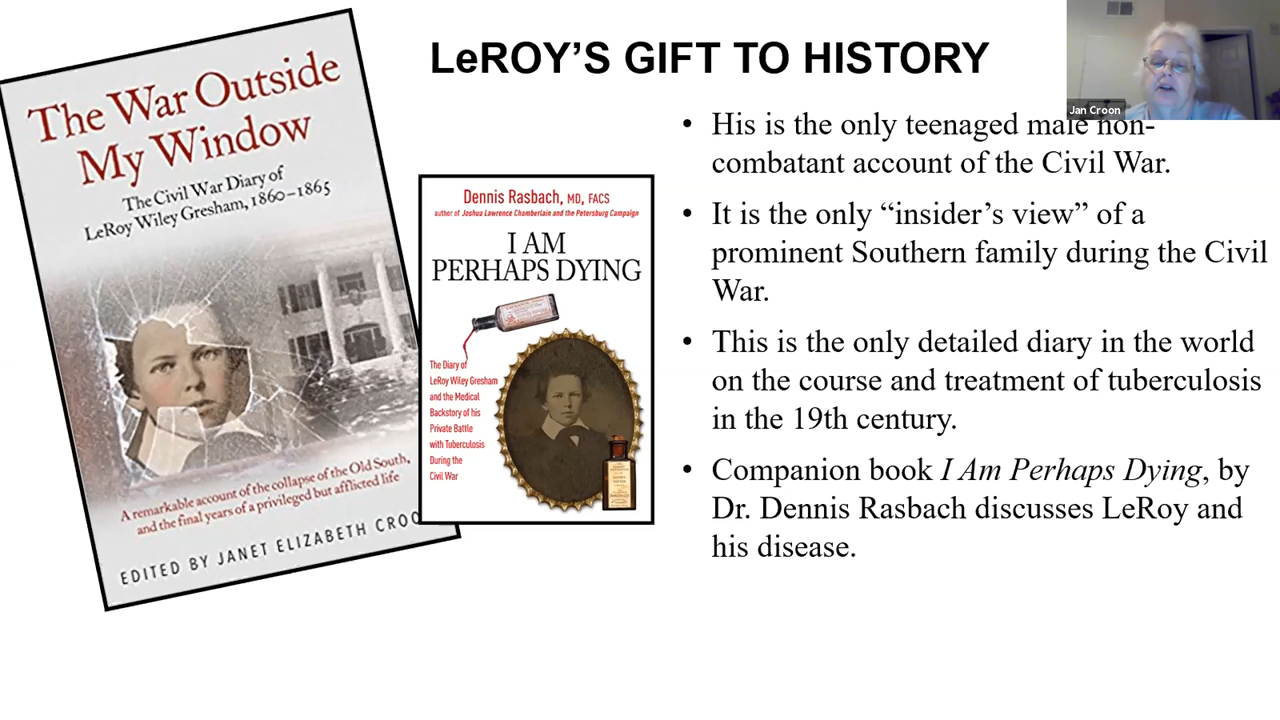 LeROY'S GIFT TO HISTORY
Jan Croon
The War Outside
My Window
The Civil War Diary of
LeRoy Wiley Gresham, 1860–1865
A remarkable account of the collapse of the Old South,
and the final years of a privileged but afflicted life
EDITED BY JANET ELIZABETH CROO
Dennis Rasbach, MD, FACS
author of Joshua Lawrence Chamberlain and the Petersburg Campaign
I AM
PERHAPS DYING
The Diary of
LeRoy Wiley Gresham
and the Medical
Backstory of his
Private Battle
with Tuberculosis
During the
Civil War
• His is the only teenaged male non-
combatant account of the Civil War.
• It is the only “insider’s view” of a
prominent Southern family during the Civil
War.
• This is the only detailed diary in the world
on the course and treatment of tuberculosis
in the 19th century.
• Companion book I Am Perhaps Dying, by
Dr. Dennis Rasbach discusses LeRoy and
his disease.